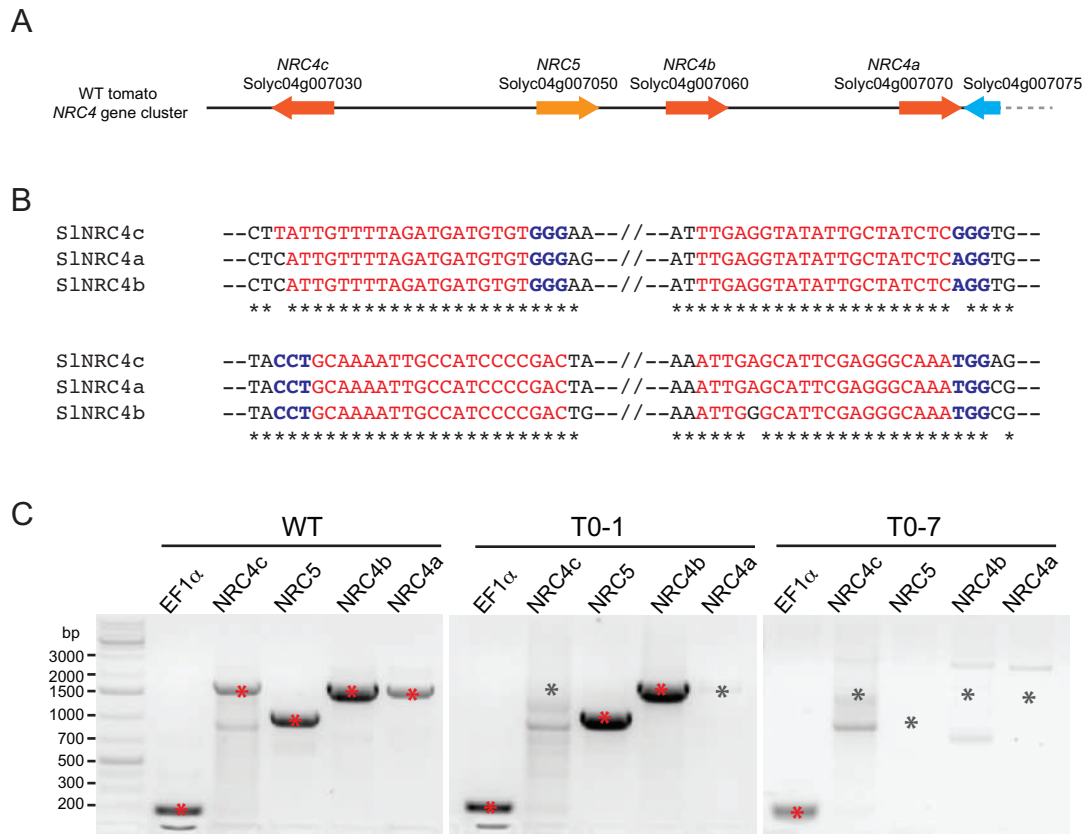 A
WT tomato
NRC4 gene cluster
NRC4c
Solyc04g007030
NRC5
Solyc04g007050
NRC4b
Solyc04g007060
NRC4a
Solyc04g007070
Solyc04g007075
B
SlNRC4c --CTTATTGTTTTAGATGATGTGTGGGAA--//--ATTTGAGGTATATTGCTATCTCGGGTG--
SlNRC4a --CTCATTGTTTTAGATGATGTGTGGGAG--//--ATTTGAGGTATATTGCTATCTCAGGTG--
SlNRC4b --CTCATTGTTTTAGATGATGTGTGGGAA--//--ATTTGAGGTATATTGCTATCTCAGGTG--
** *********************** ********************** ****
SlNRC4c --TACCTGCAAAATTGCCATCCCCGACTA--//--AAATTGAGCATTCGAGGGCAAATGGAG--
SlNRC4a --TACCTGCAAAATTGCCATCCCCGACTA--//--AAATTGAGCATTCGAGGGCAAATGGCG--
SlNRC4b --TACCTGCAAAATTGCCATCCCCGACTG--//--AAATTGGGCATTCGAGGGCAAATGGCG--
************************** ****** ****************** *
C
WT
T0-1
T0-7
EF1α NRC4c NRC5 NRC4b NRC4a
EF1α NRC4c NRC5 NRC4b NRC4a
EF1α NRC4c NRC5 NRC4b NRC4a
bp
3000
2000
1500
1000
700
500
300
200